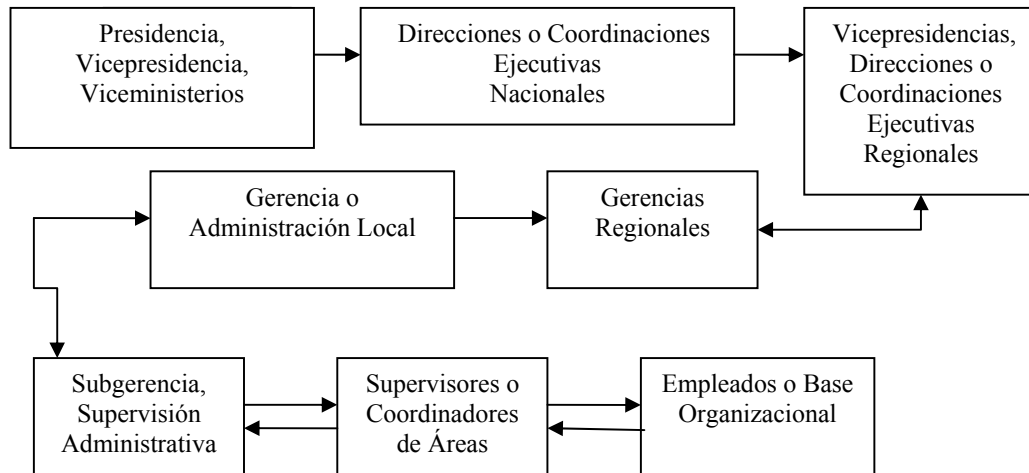 Presidencia,
Vicepresidencia,
Viceministerios
Direcciones o Coordinaciones
Ejecutivas
Nacionales
Vicepresidencias,
Direcciones o
Coordinaciones
Ejecutivas
Regionales
Gerencia o
Administración Local
Gerencias
Regionales
Subgerencia,
Supervisión
Administrativa
Supervisores o
Coordinadores
de Áreas
Empleados o Base
Organizacional